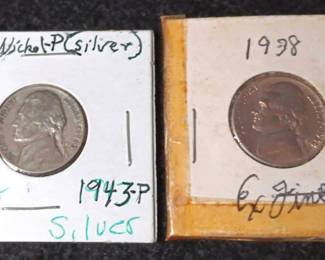 Nickel-P (silver)
1943-P
Silver
1938
Ex Fine